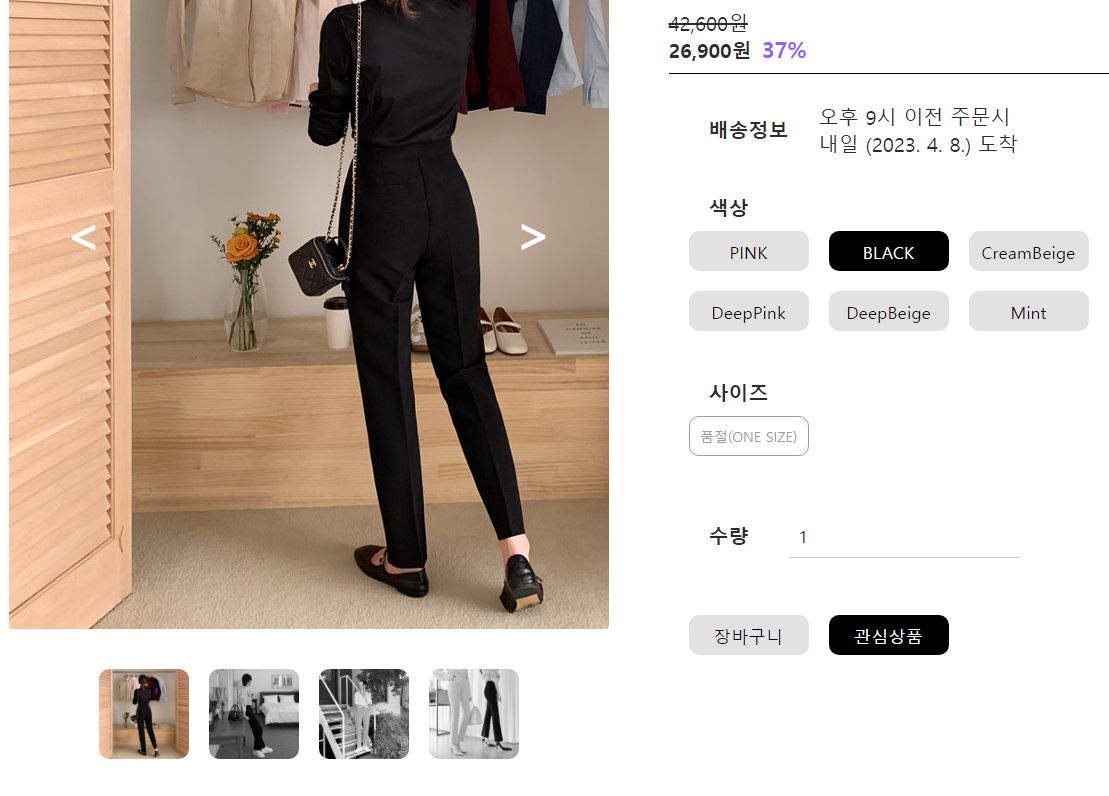 42,600원
26,900원 37%
배송정보
오후 9시 이전 주문시
내일 (2023. 4. 8.) 도착
색상
PINK
BLACK
CreamBeige
DeepPink
DeepBeige
Mint
사이즈
품절(ONE SIZE)
수량
1
장바구니
관심상품
<
>